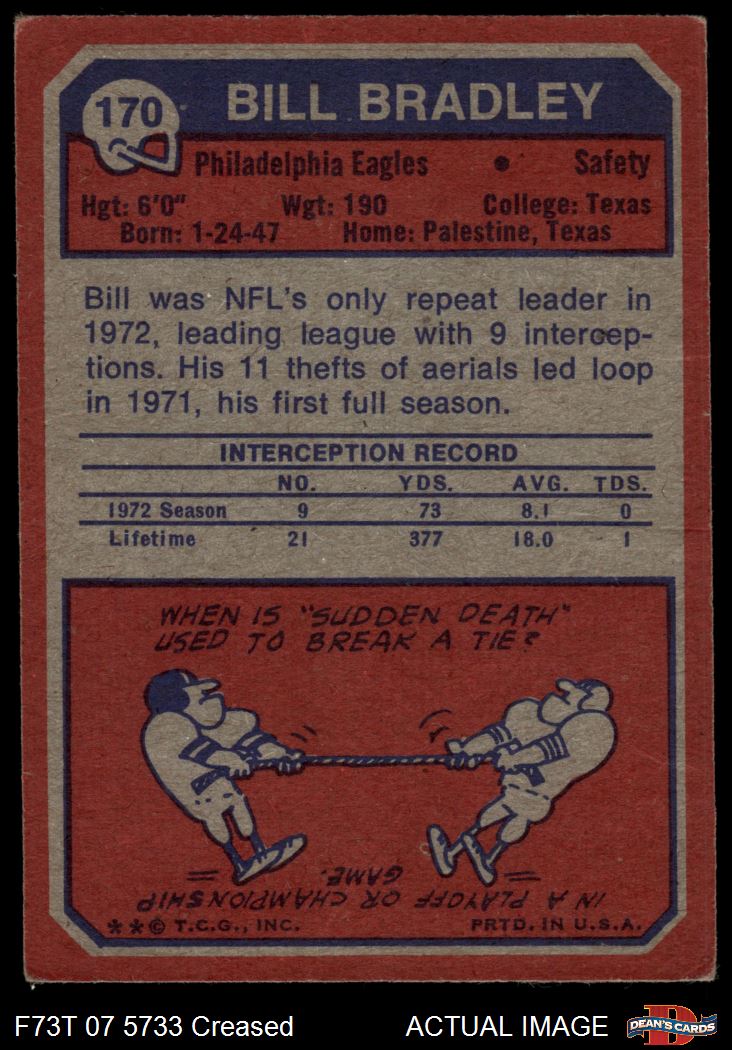 170 BILL BRADLEY
Philadelphia Eagles • Safety
Hgt: 6'0" Wgt: 190 College: Texas
Born: 1-24-47 Home: Palestine, Texas
Bill was NFL's only repeat leader in
1972, leading league with 9 intercep-
tions. His 11 thefts of aerials led loop
in 1971, his first full season.
INTERCEPTION RECORD
NO. YDS. AVG. TDS.
1972 Season 9 73 8.1 0
Lifetime 21 377 18.0 1
WHEN IS "SUDDEN DEATH"
USED TO BREAK A TIE?
IN A PLAYOFF OR CHAMPIONSHIP
GAME.
**© T.C.G., INC. PRTD. IN U.S.A.
F73T 07 5733 Creased ACTUAL IMAGE
D
DEAN'S CARDS